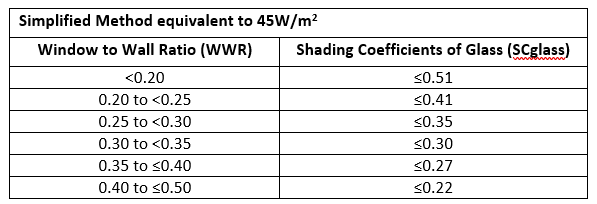 Simplified Method equivalent to 45W/m²
Window to Wall Ratio (WWR) Shading Coefficients of Glass (SCglass)
<0.20 ≤0.51
0.20 to <0.25 ≤0.41
0.25 to <0.30 ≤0.35
0.30 to <0.35 ≤0.30
0.35 to ≤0.40 ≤0.27
0.40 to ≤0.50 ≤0.22